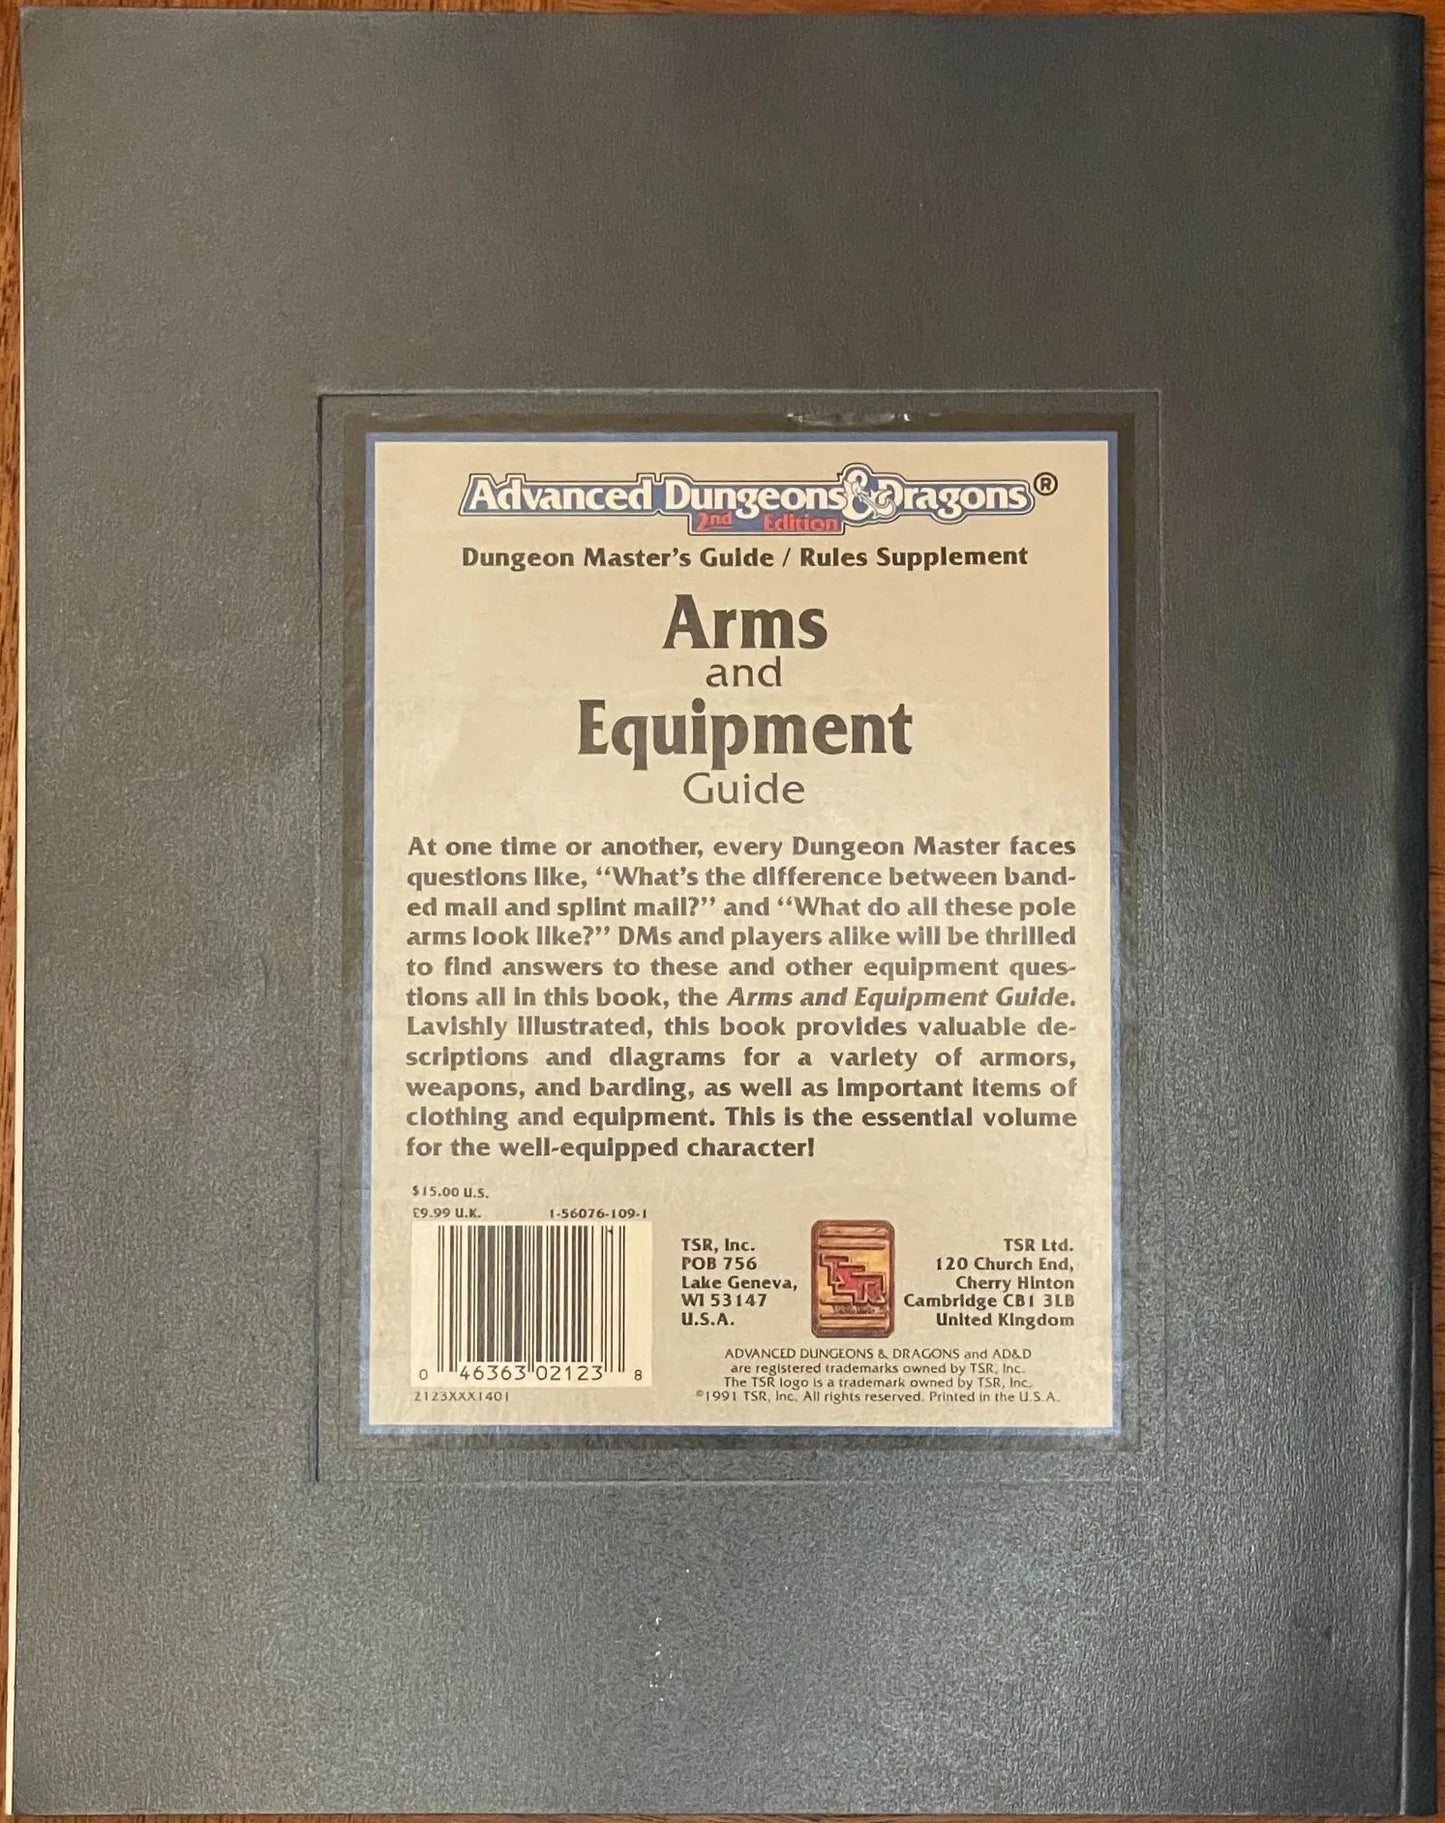 Advanced Dungeons & Dragons®
2nd Edition
Dungeon Master's Guide / Rules Supplement
Arms
and
Equipment
Guide
At one time or another, every Dungeon Master faces
questions like, “What's the difference between band-
ed mail and splint mail?” and “What do all these pole
arms look like?” DMs and players alike will be thrilled
to find answers to these and other equipment ques-
tions all in this book, the Arms and Equipment Guide.
Lavishly illustrated, this book provides valuable de-
scriptions and diagrams for a variety of armors,
weapons, and barding, as well as important items of
clothing and equipment. This is the essential volume
for the well-equipped character!
$15.00 U.S.
£9.99 U.K. 1-56076-109-1
0 46363 02123 8
2123XXX1401
TSR, Inc.
POB 756
Lake Geneva,
WI 53147
U.S.A.
TSR
TSR Ltd.
120 Church End,
Cherry Hinton
Cambridge CB1 3LB
United Kingdom
ADVANCED DUNGEONS & DRAGONS and AD&D
are registered trademarks owned by TSR, Inc.
The TSR logo is a trademark owned by TSR, Inc.
©1991 TSR, Inc. All rights reserved. Printed in the U.S.A.